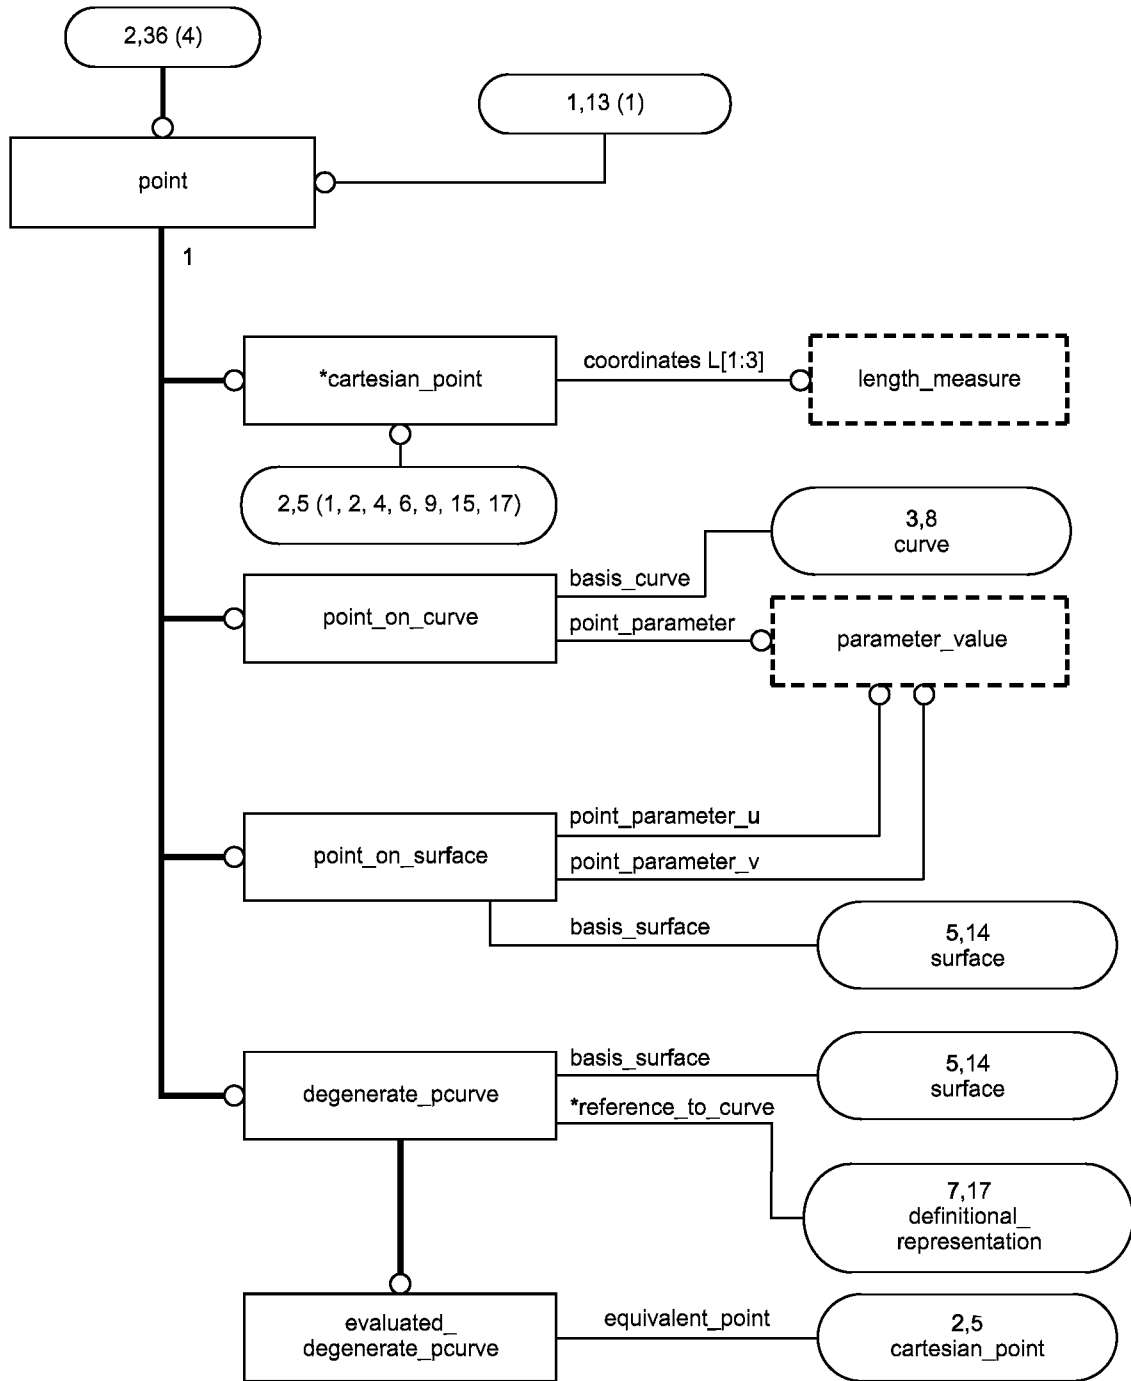 2,36 (4)
1,13 (1)
point
1
*cartesian_point
coordinates L[1:3]
length_measure
2,5 (1, 2, 4, 6, 9, 15, 17)
3,8
curve
basis_curve
point_on_curve
point_parameter
parameter_value
point_parameter_u
point_on_surface
point_parameter_v
basis_surface
5,14
surface
basis_surface
5,14
surface
degenerate_pcurve
*reference_to_curve
7,17
definitional_
representation
evaluated_
degenerate_pcurve
equivalent_point
2,5
cartesian_point